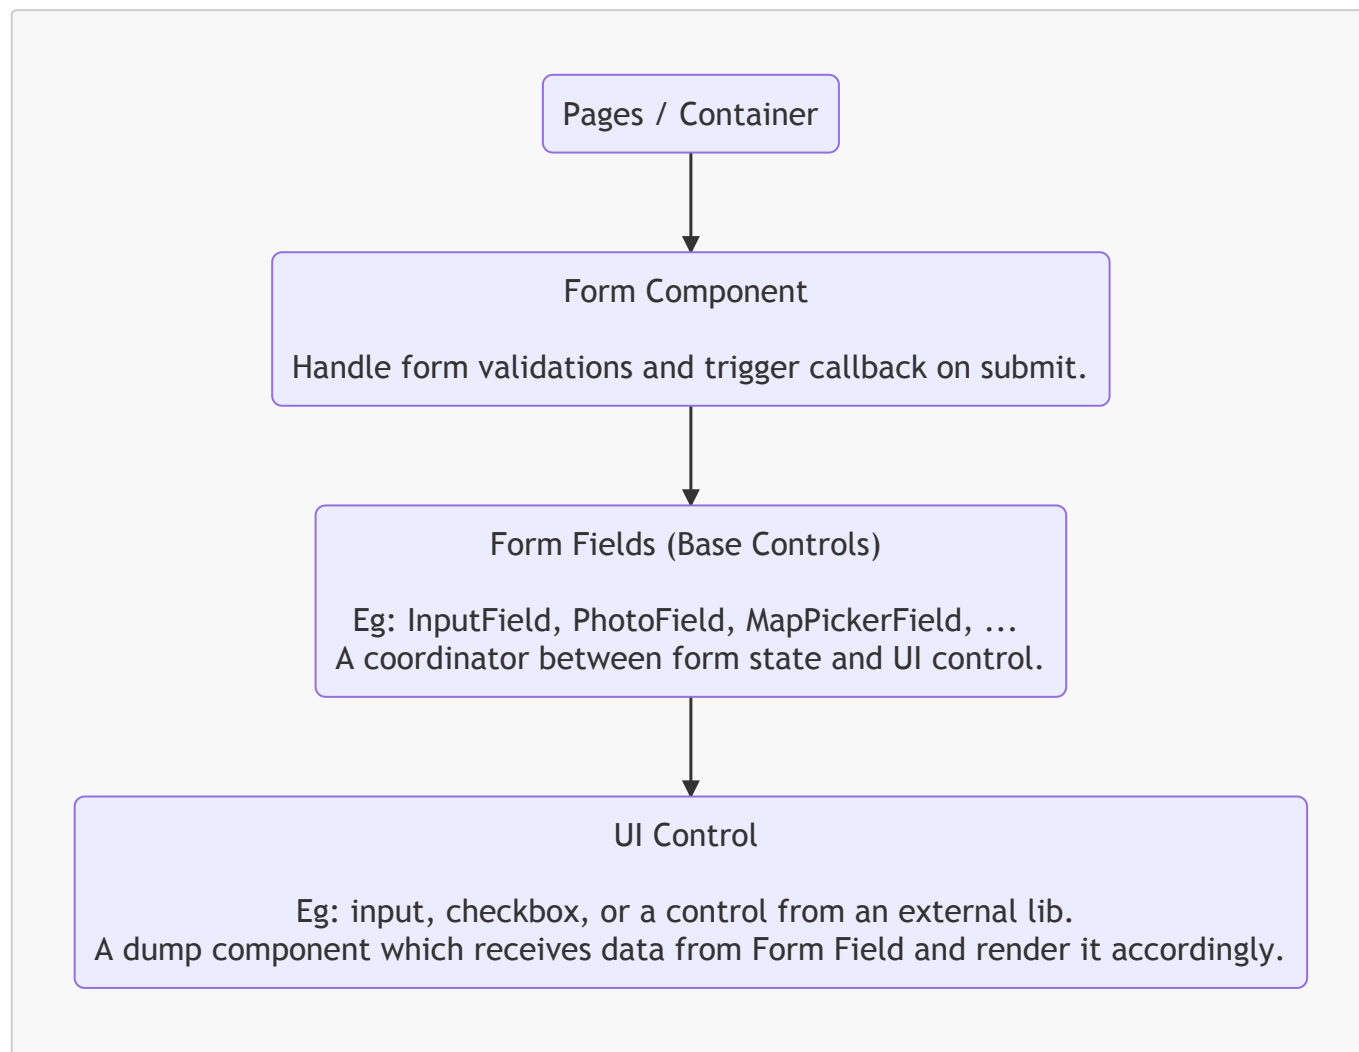 Pages / Container
Form Component
Handle form validations and trigger callback on submit.
Form Fields (Base Controls)
Eg: InputField, PhotoField, MapPickerField, ...
A coordinator between form state and UI control.
UI Control
Eg: input, checkbox, or a control from an external lib.
A dump component which receives data from Form Field and render it accordingly.